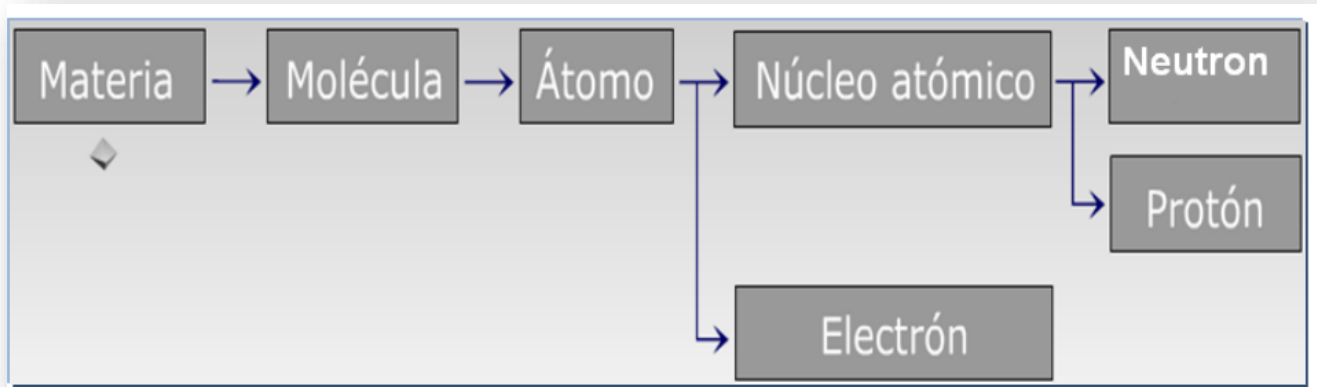 Materia
Molécula
Átomo
Núcleo atómico
Neutron
Protón
Electrón